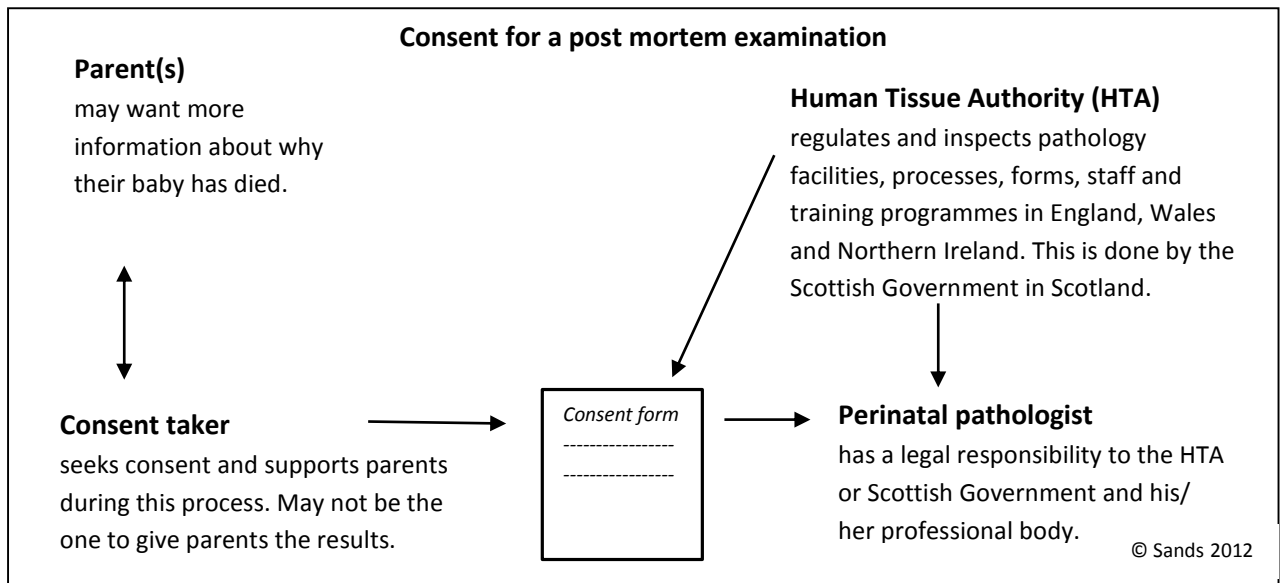 Consent for a post mortem examination
Parent(s)
may want more
information about why
their baby has died.
Human Tissue Authority (HTA)
regulates and inspects pathology
facilities, processes, forms, staff and
training programmes in England, Wales
and Northern Ireland. This is done by the
Scottish Government in Scotland.
Consent taker
seeks consent and supports parents
during this process. May not be the
one to give parents the results.
Consent form
-----------------
-----------------
Perinatal pathologist
has a legal responsibility to the HTA
or Scottish Government and his/
her professional body.
© Sands 2012